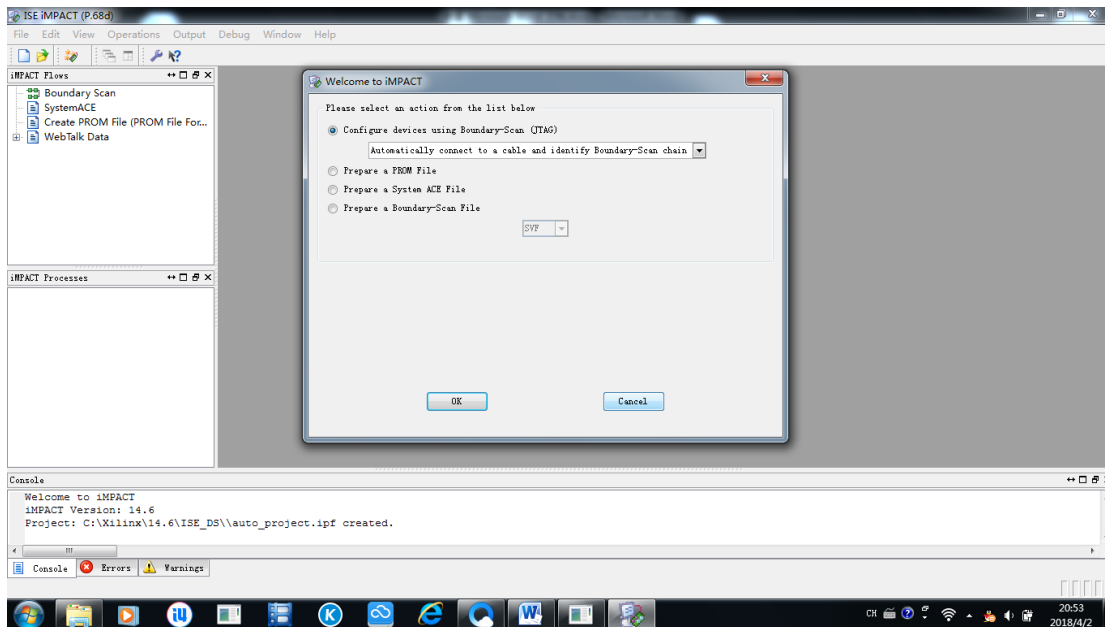 ISE iMPACT (P.68d)
File Edit View Operations Output Debug Window Help
iMPACT Flows
Boundary Scan
SystemACE
Create PROM File (PROM File For...
WebTalk Data
Welcome to iMPACT
Please select an action from the list below
Configure devices using Boundary-Scan (JTAG)
Automatically connect to a cable and identify Boundary-Scan chain
Prepare a PROM File
Prepare a System ACE File
Prepare a Boundary-Scan File
SVF
OK Cancel
iMPACT Processes
Console
Welcome to iMPACT
iMPACT Version: 14.6
Project: C:\Xilinx\14.6\ISE_DS\\auto_project.ipf created.
Console Errors Warnings
CH
20:53
2018/4/2